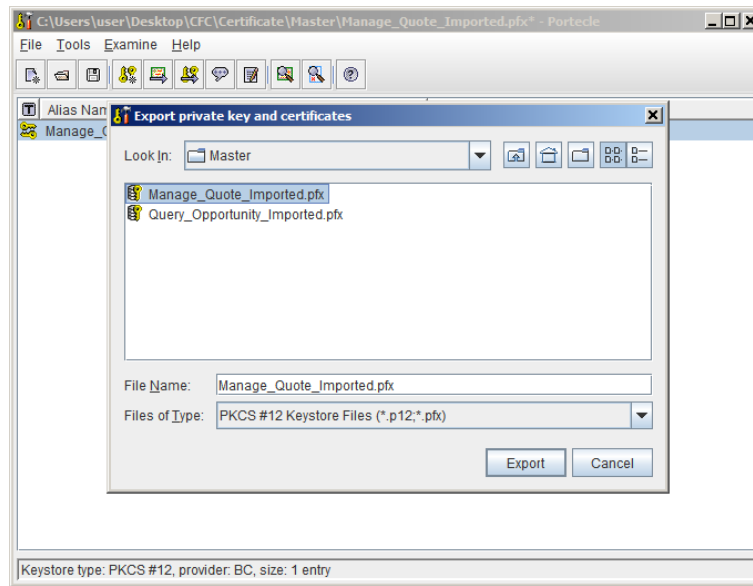 C:\Users\user\Desktop\CFC\Certificate\Master\Manage_Quote_Imported.pfx* - Portecle
File Tools Examine Help
T Alias Nam
Manage_Q
Export private key and certificates
Look In: Master
Manage_Quote_Imported.pfx
Query_Opportunity_Imported.pfx
File Name: Manage_Quote_Imported.pfx
Files of Type: PKCS #12 Keystore Files (*.p12;*.pfx)
Export Cancel
Keystore type: PKCS #12, provider: BC, size: 1 entry